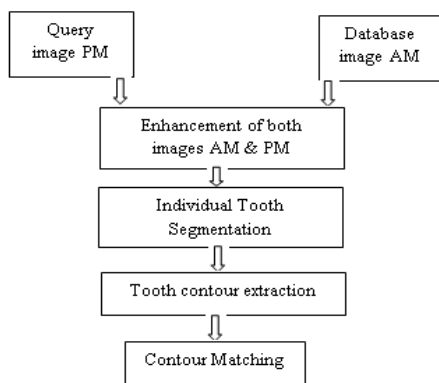 Query
image PM
Database
image AM
Enhancement of both
images AM & PM
Individual Tooth
Segmentation
Tooth contour extraction
Contour Matching